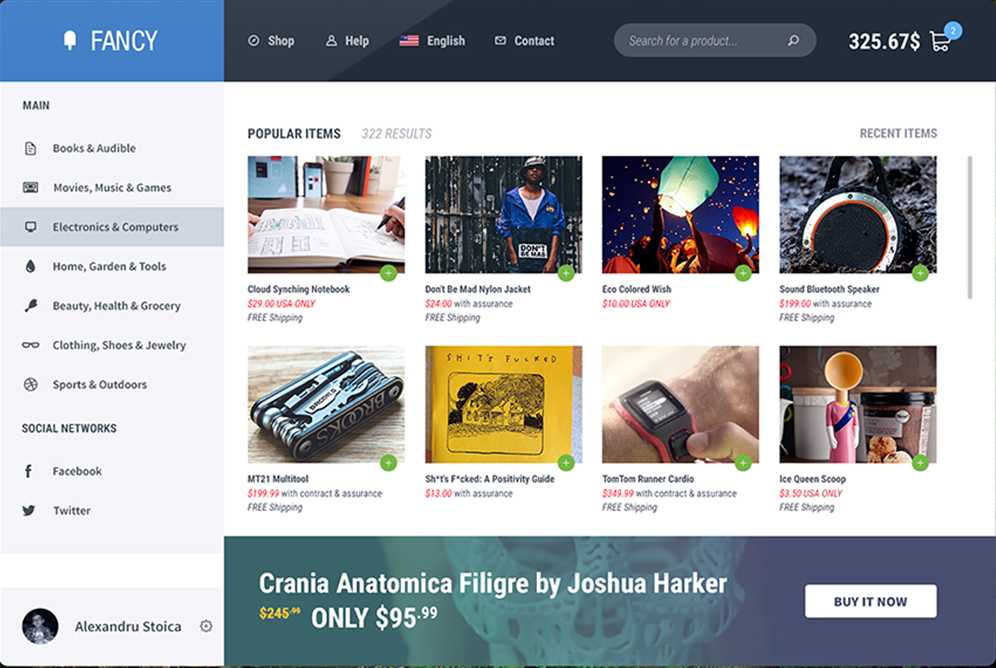 FANCY
Shop
Help
English
Contact
Search for a product...
325.67$
2
MAIN
Books & Audible
Movies, Music & Games
Electronics & Computers
Home, Garden & Tools
Beauty, Health & Grocery
Clothing, Shoes & Jewelry
Sports & Outdoors
SOCIAL NETWORKS
Facebook
Twitter
Alexandru Stoica
POPULAR ITEMS
322 RESULTS
RECENT ITEMS
Cloud Synching Notebook
$29.00 USA ONLY
FREE Shipping
DON'T
BE MAD
Don't Be Mad Nylon Jacket
$24.00 with assurance
FREE Shipping
Eco Colored Wish
$10.00 USA ONLY
Sound Bluetooth Speaker
$199.00 with assurance
FREE Shipping
BROOKS
MT21 Multitool
$199.99 with contract & assurance
FREE Shipping
SHIT'S FUCKED
Sh*t's F*cked: A Positivity Guide
$13.00 with assurance
TomTom Runner Cardio
$349.99 with contract & assurance
FREE Shipping
Ice Queen Scoop
$3.50 USA ONLY
FREE Shipping
Crania Anatomica Filigre by Joshua Harker
$245.99 ONLY $95.99
BUY IT NOW